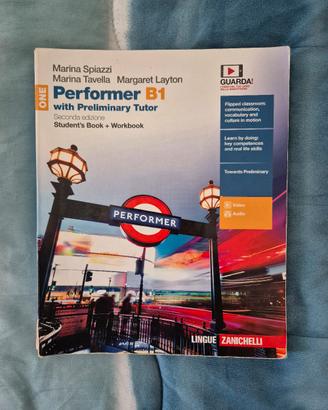 Marina Spiazzi
Marina Tavella Margaret Layton
ONE
Performer B1
with Preliminary Tutor
Seconda edizione
Student's Book + Workbook
GUARDA!
Flipped classroom:
communication,
vocabulary and
culture in motion
Learn by doing:
key competences
and real life skills
Towards Preliminary
Video
Audio
PERFORMER
LINGUE ZANICHELLI